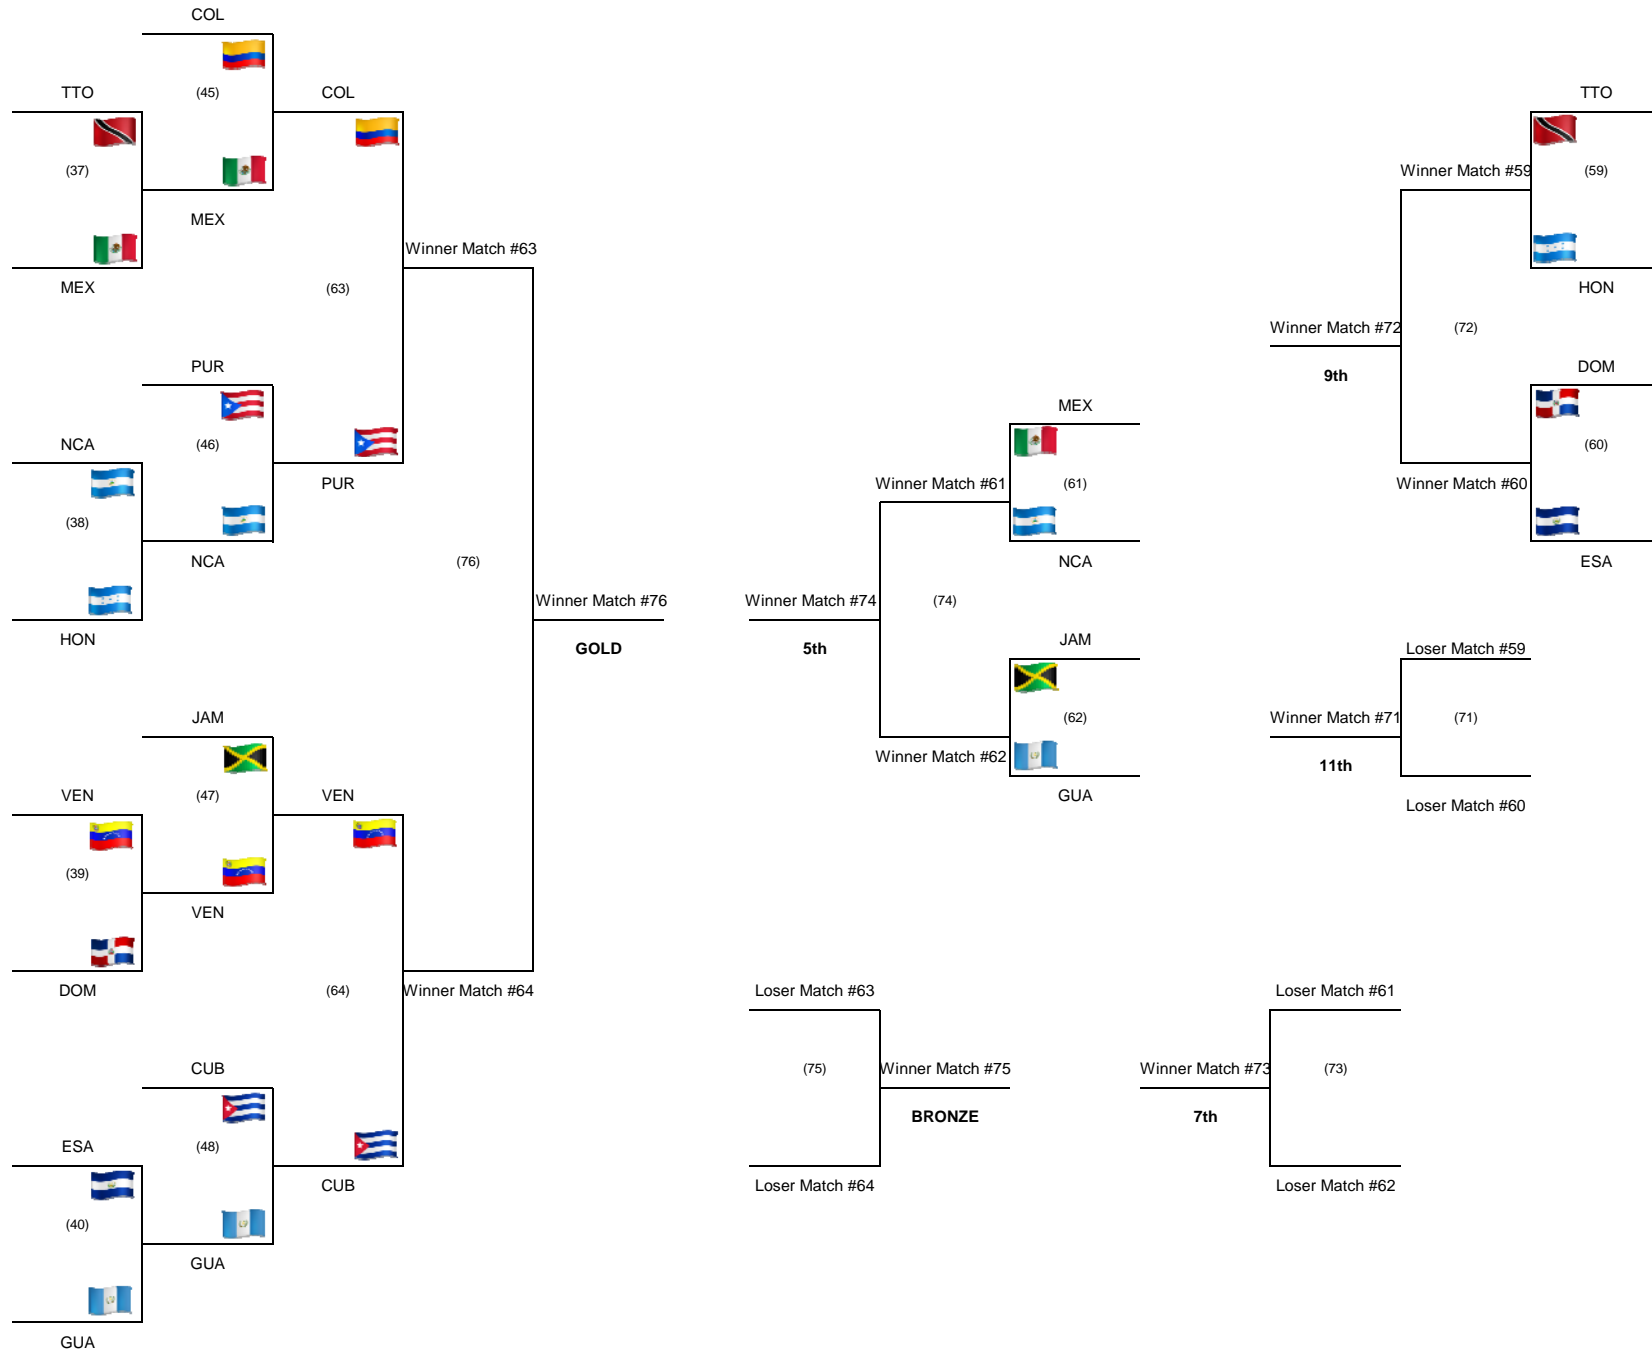 COL
TTO
(45)
COL
TTO
(37)
Winner Match #59
(59)
MEX
Winner Match #63
MEX
(63)
HON
Winner Match #72
(72)
PUR
9th
DOM
MEX
NCA
(46)
(60)
PUR
Winner Match #61
(61)
Winner Match #60
(38)
NCA
(76)
NCA
ESA
Winner Match #76
Winner Match #74
(74)
HON
GOLD
5th
JAM
Loser Match #59
JAM
(62)
Winner Match #71
(71)
Winner Match #62
11th
VEN
(47)
VEN
GUA
Loser Match #60
(39)
VEN
DOM
(64)
Winner Match #64
Loser Match #63
Loser Match #61
CUB
(75)
Winner Match #75
Winner Match #73
(73)
BRONZE
7th
ESA
(48)
CUB
Loser Match #64
Loser Match #62
(40)
GUA
GUA